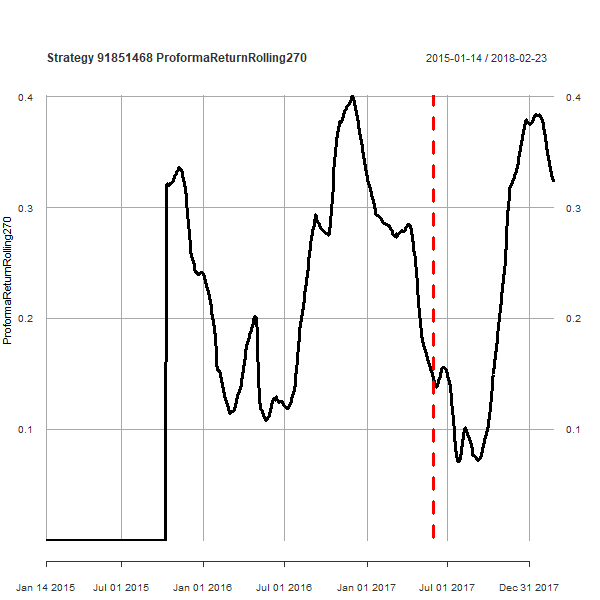 Strategy 91851468 ProformaReturnRolling270
2015-01-14 / 2018-02-23
ProformaReturnRolling270
0.4
0.4
0.3
0.3
0.2
0.2
0.1
0.1
Jan 14 2015
Jul 01 2015
Jan 01 2016
Jul 01 2016
Jan 01 2017
Jul 01 2017
Dec 31 2017